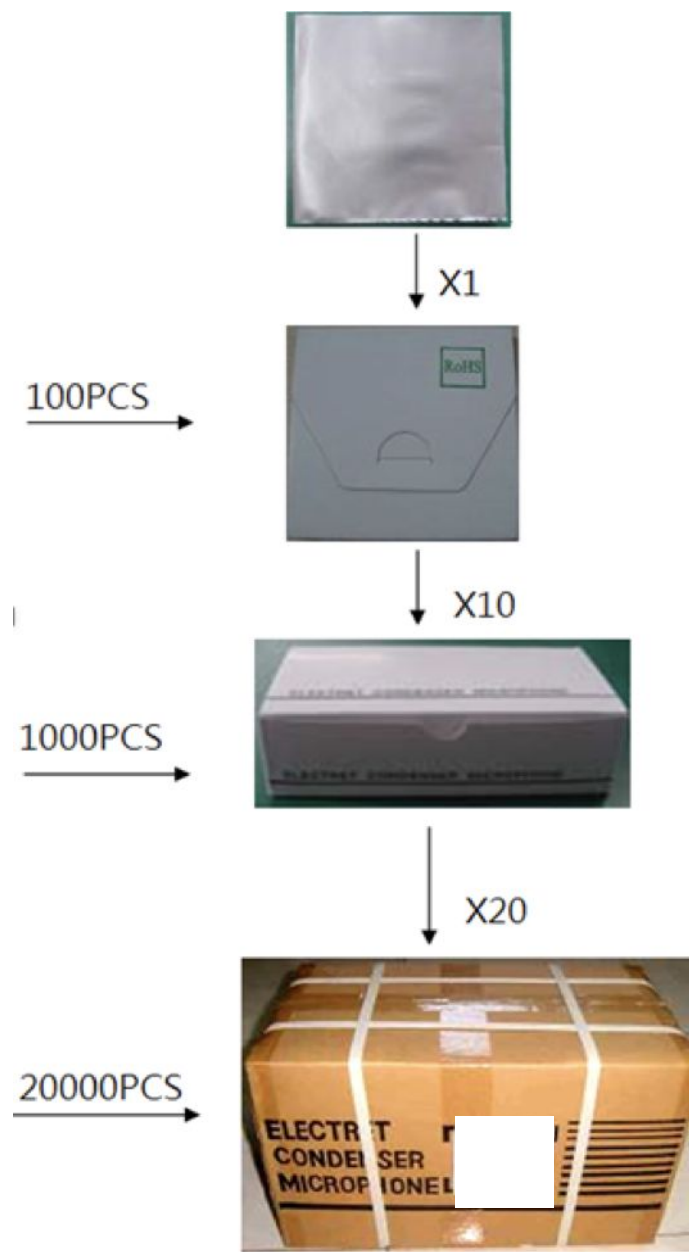 X1
RoHS
100PCS
X10
ELECTRET CONDENSER MICROPHONE
1000PCS
ELECTRET CONDENSER MICROPHONE
X20
20000PCS
ELECTRET
CONDENSER
MICROPHONE